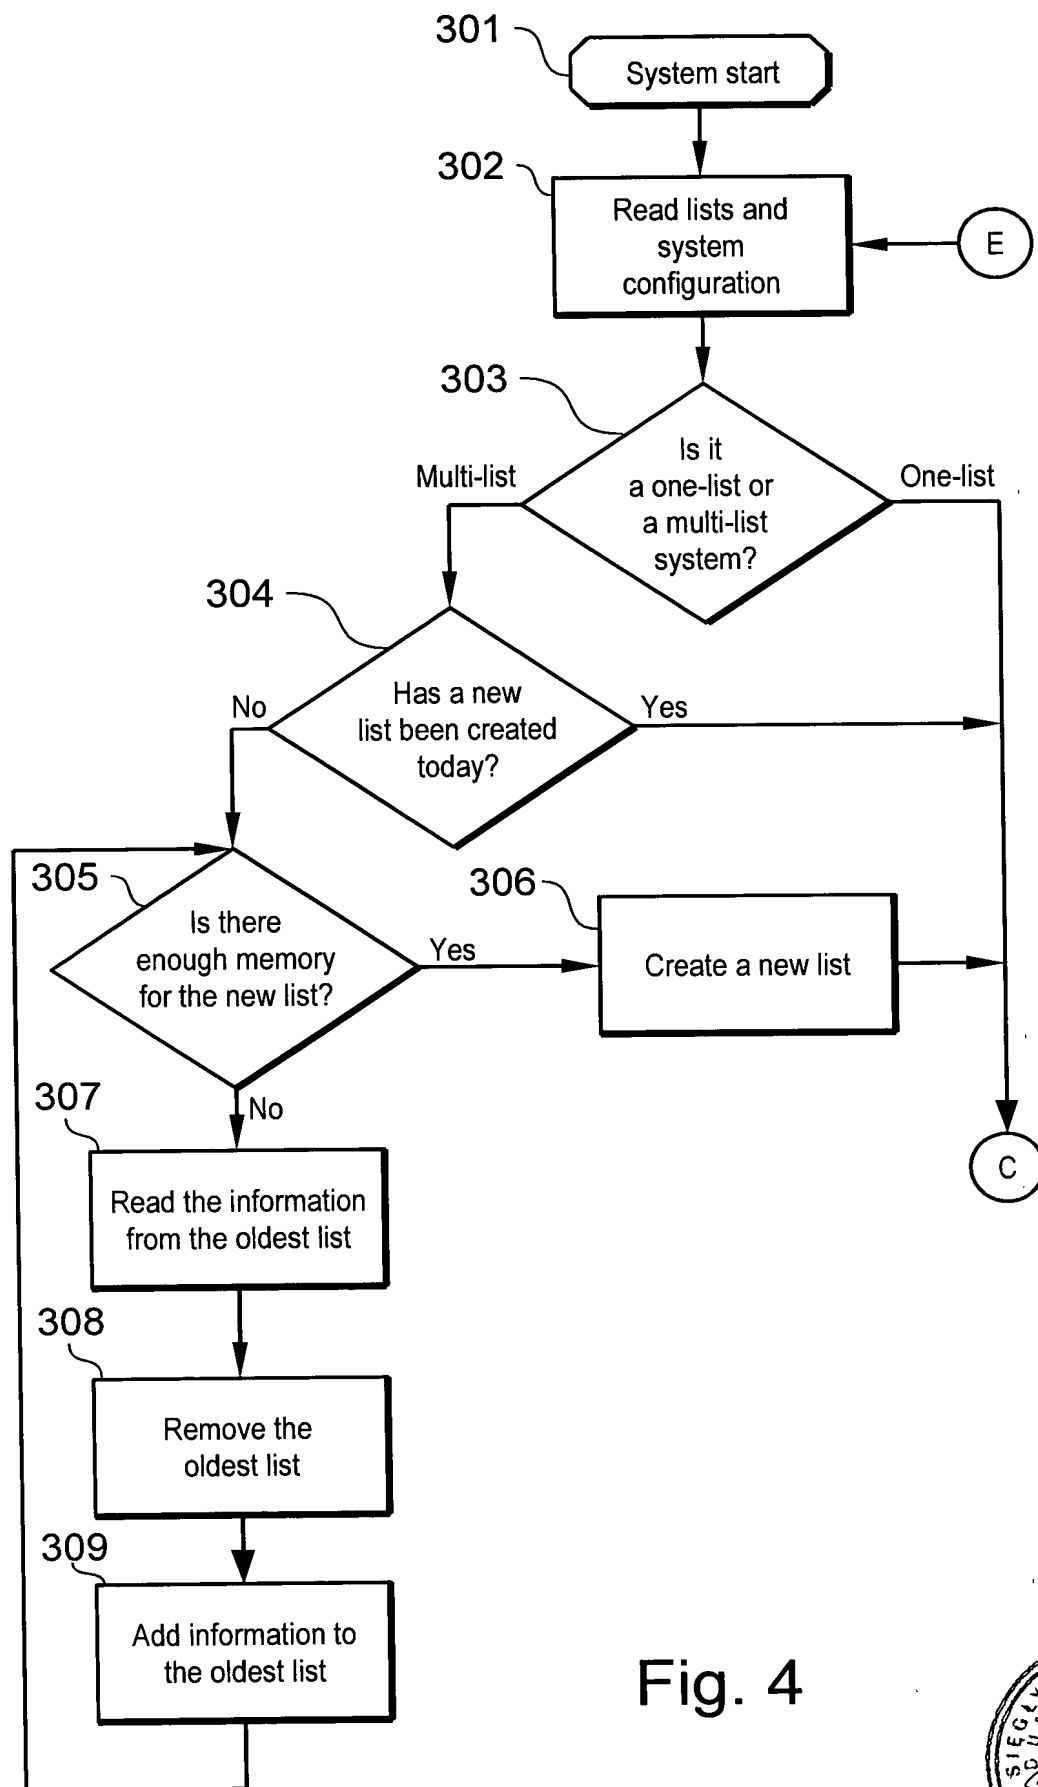 301
System start
302
Read lists and
system
configuration
E
303
Is it
a one-list or
a multi-list
system?
Multi-list
One-list
304
Has a new
list been created
today?
No
Yes
305
Is there
enough memory
for the new list?
Yes
306
Create a new list
No
307
Read the information
from the oldest list
C
308
Remove the
oldest list
309
Add information to
the oldest list
Fig. 4